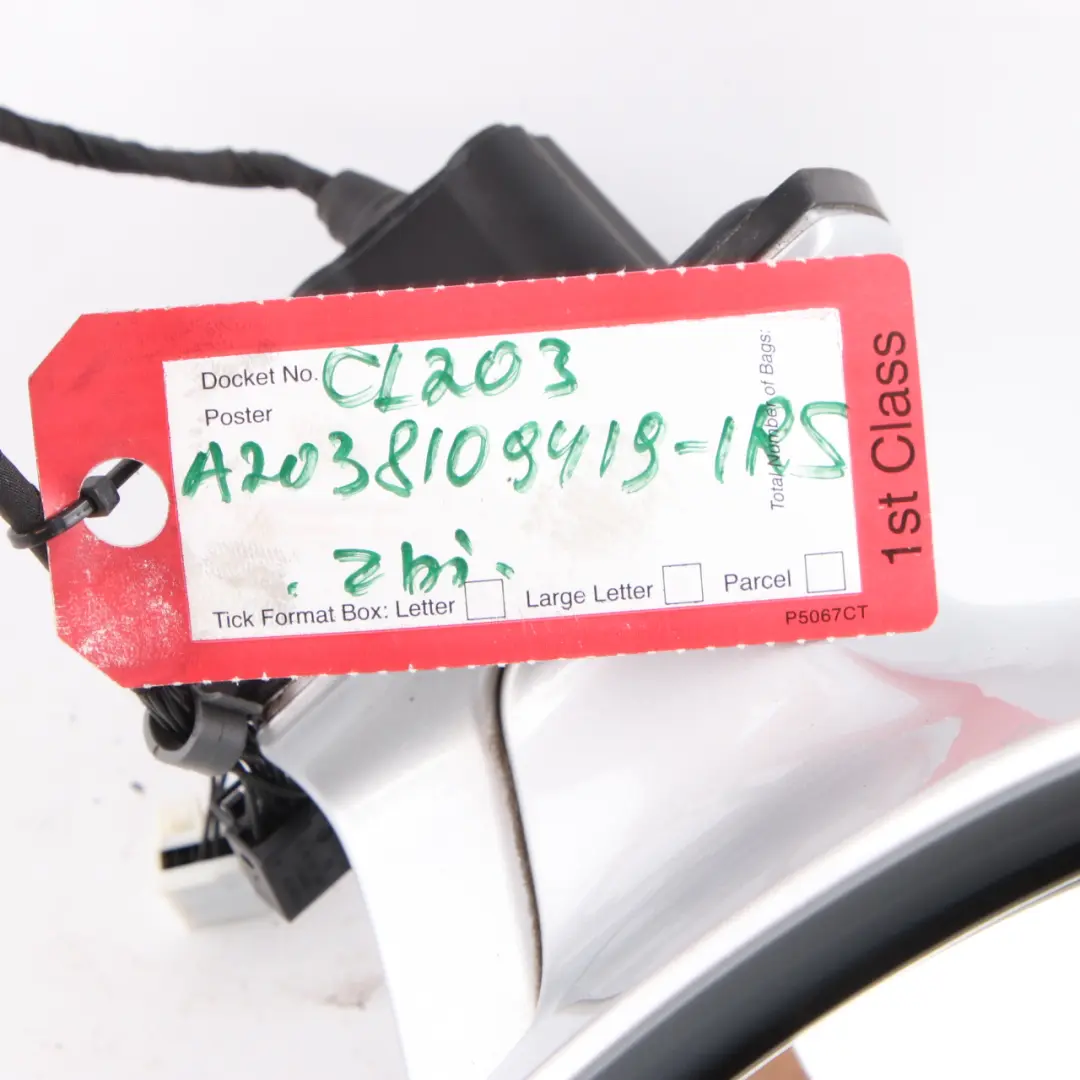 Docket No. CL203
Poster
A2038109419-1RS
. zbi.
Tick Format Box: Letter Large Letter Parcel
P5067CT
Total Number of Bags:
1st Class